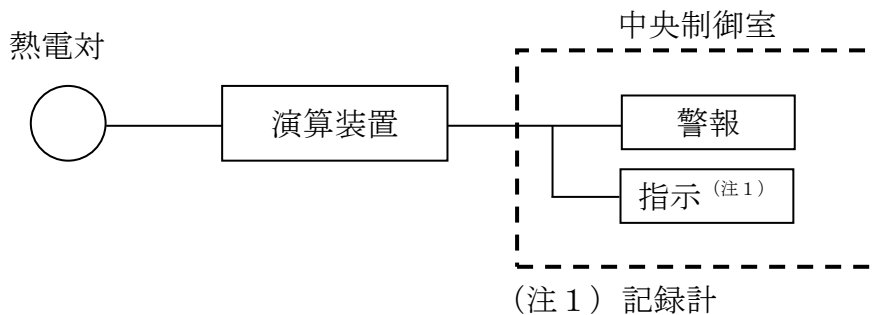 中央制御室
熱電対
演算装置
警報
指示（注１）
（注１）記録計